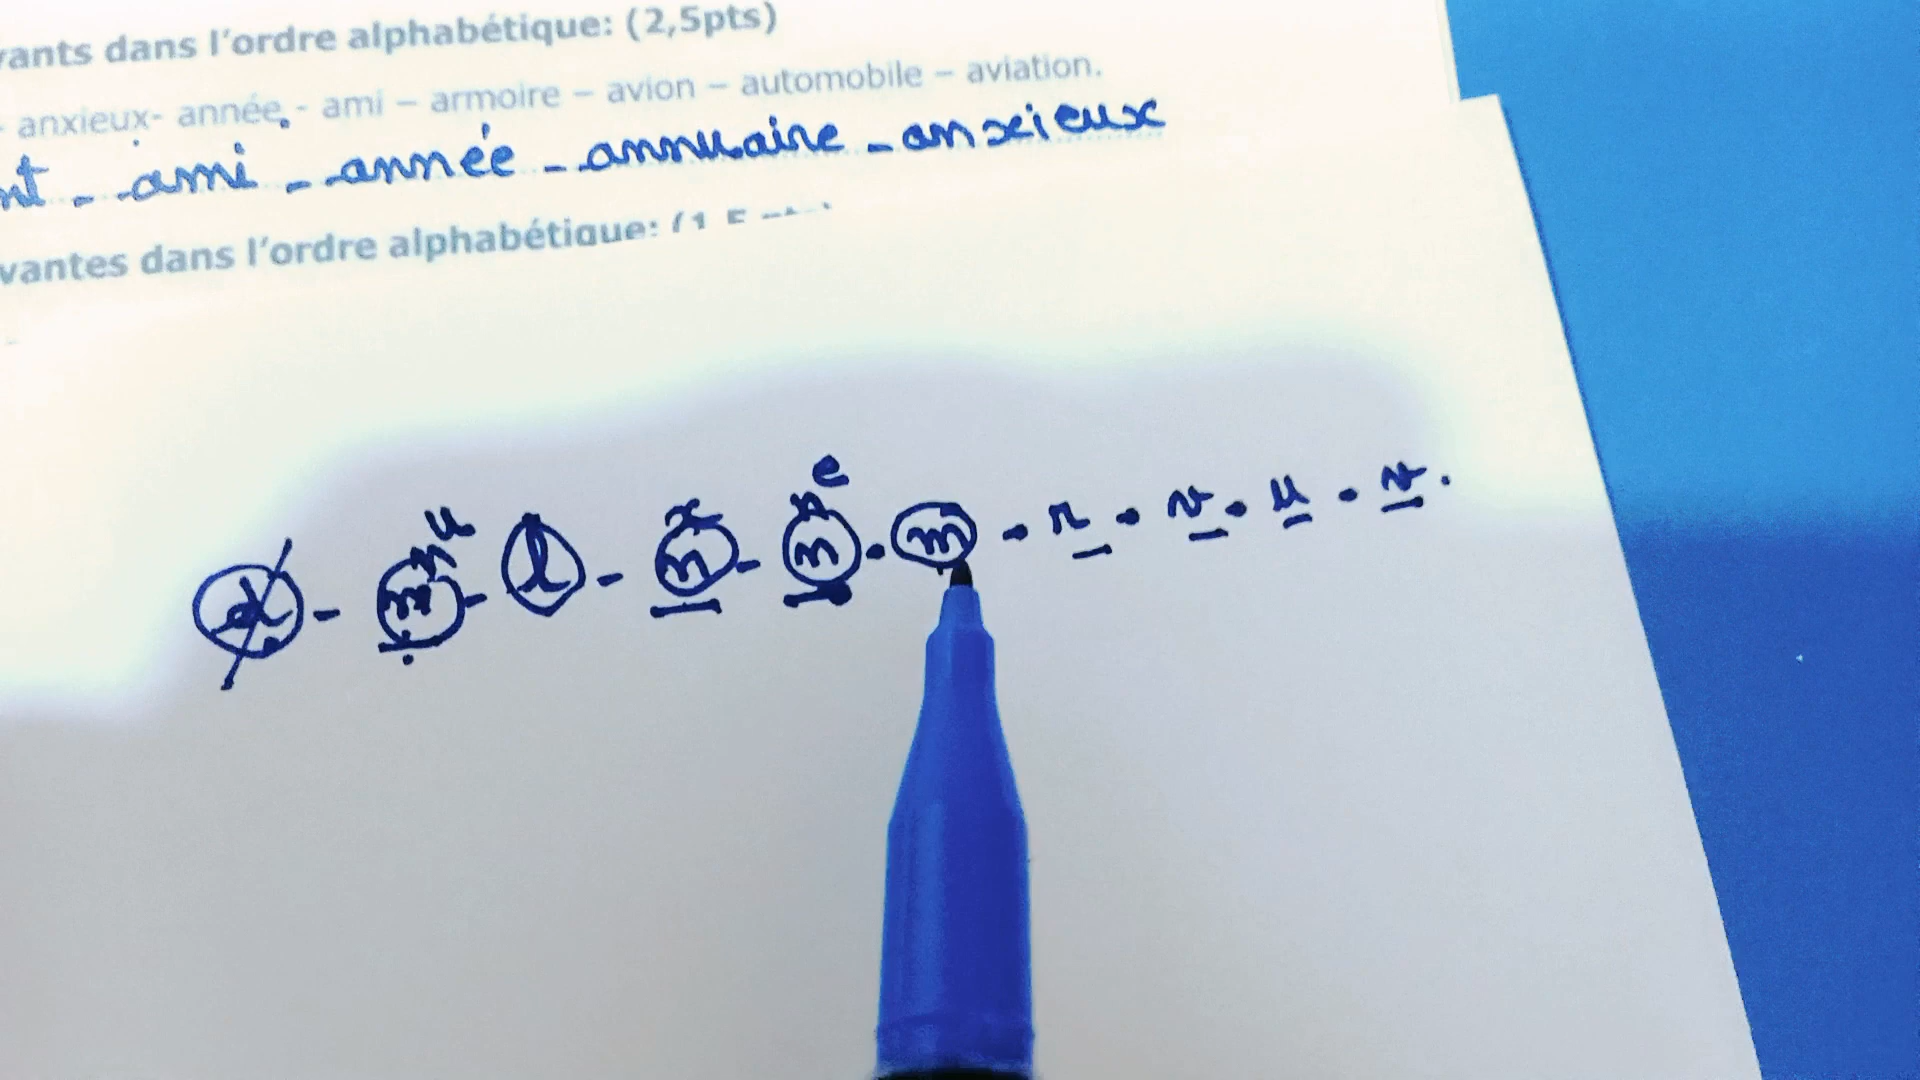 vants dans l'ordre alphabétique: (2,5pts)
- anxieux- année - ami – armoire – avion – automobile – aviation.
nt - ami - année - annuaire - anxieux
vantes dans l'ordre alphabétique: (1
u x e
n n
d - n - l - n - n - m - r - v - u - v.